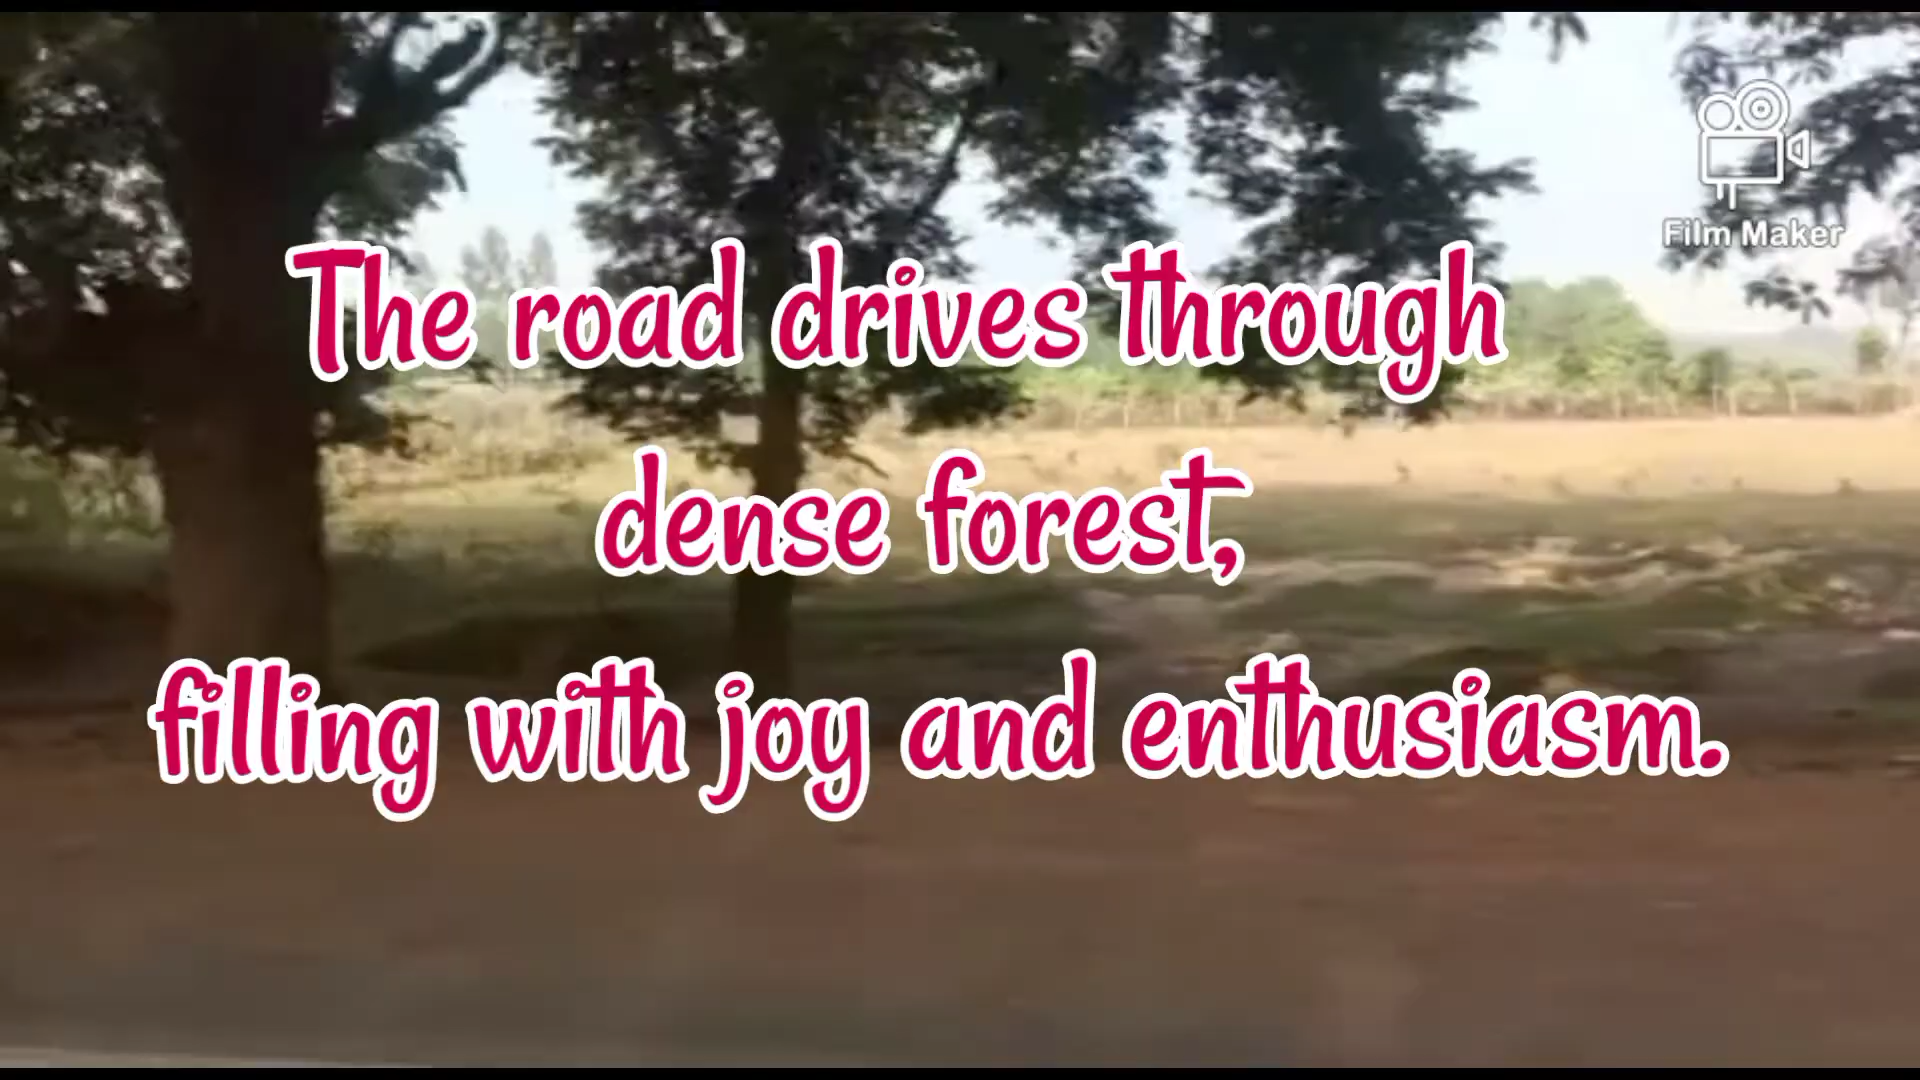 Film Maker
The road drives through
dense forest,
filling with joy and enthusiasm.